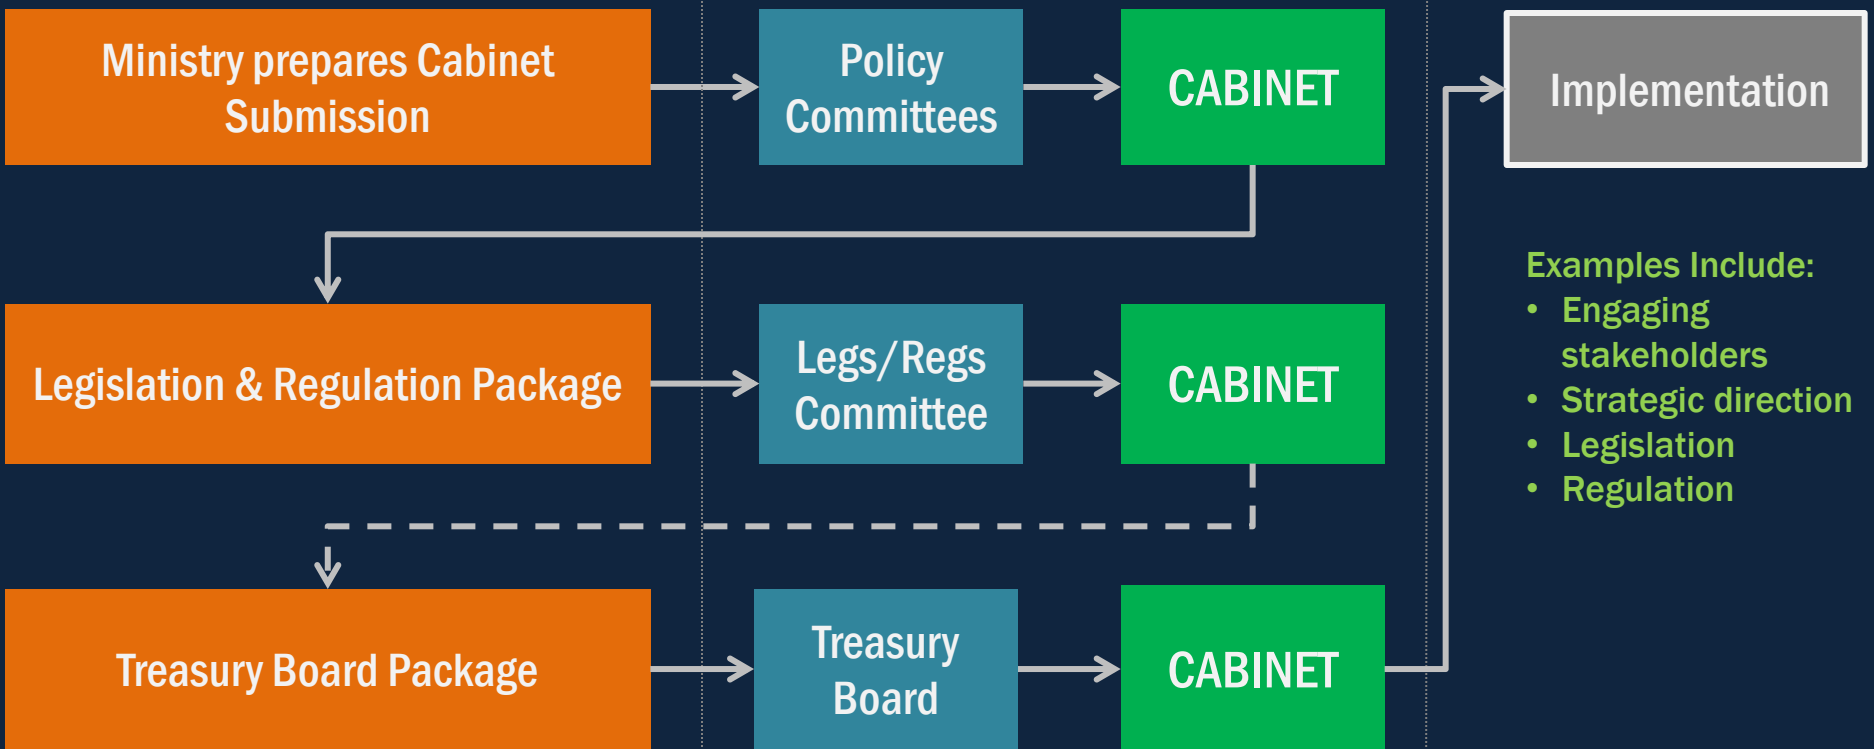 Ministry prepares Cabinet
Submission
Policy
Committees
CABINET
Implementation
Examples Include:
• Engaging
stakeholders
• Strategic direction
• Legislation
• Regulation
Legislation & Regulation Package
Legs/Regs
Committee
CABINET
Treasury Board Package
Treasury
Board
CABINET